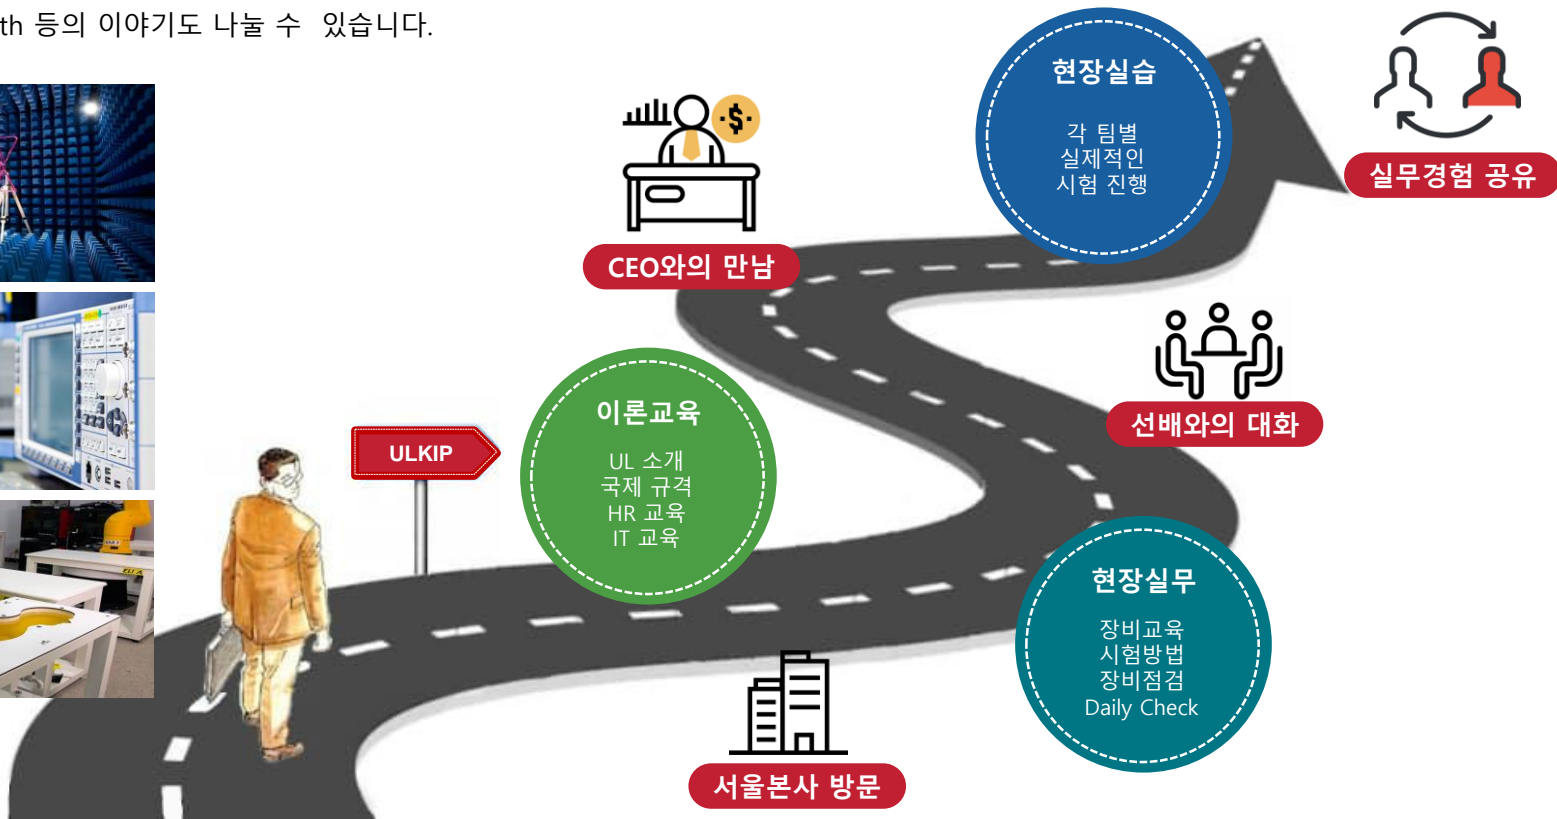 th 등의 이야기도 나눌 수 있습니다.
현장실습
각 팀별
실제적인
시험 진행
실무경험 공유
CEO와의 만남
선배와의 대화
이론교육
UL 소개
국제 규격
HR 교육
IT 교육
ULKIP
현장실무
장비교육
시험방법
장비점검
Daily Check
서울본사 방문